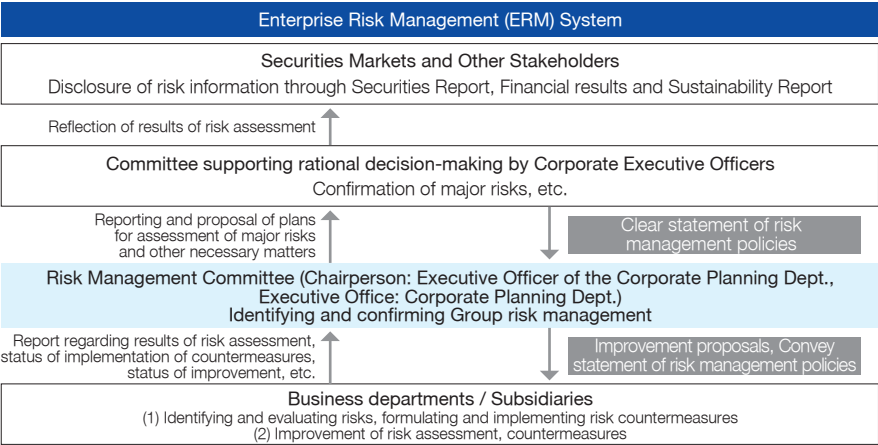 Enterprise Risk Management (ERM) System
Securities Markets and Other Stakeholders
Disclosure of risk information through Securities Report, Financial results and Sustainability Report
Reflection of results of risk assessment
Committee supporting rational decision-making by Corporate Executive Officers
Confirmation of major risks, etc.
Reporting and proposal of plans
for assessment of major risks
and other necessary matters
Clear statement of risk
management policies
Risk Management Committee (Chairperson: Executive Officer of the Corporate Planning Dept.,
Executive Office: Corporate Planning Dept.)
Identifying and confirming Group risk management
Report regarding results of risk assessment,
status of implementation of countermeasures,
status of improvement, etc.
Improvement proposals, Convey
statement of risk management policies
Business departments / Subsidiaries
(1) Identifying and evaluating risks, formulating and implementing risk countermeasures
(2) Improvement of risk assessment, countermeasures